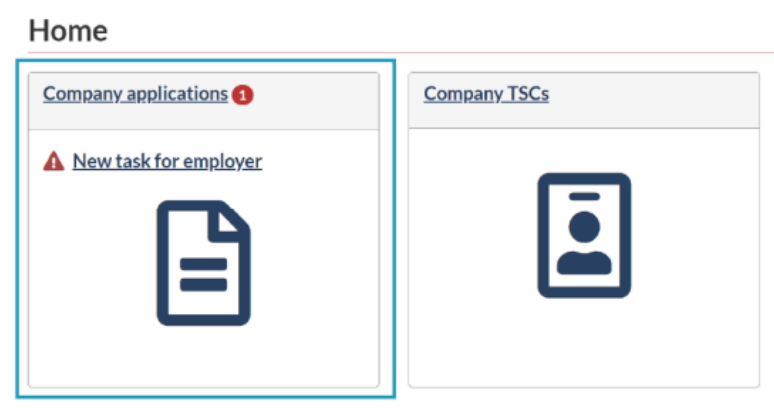 Home
Company applications 1
Company TSCs
New task for employer